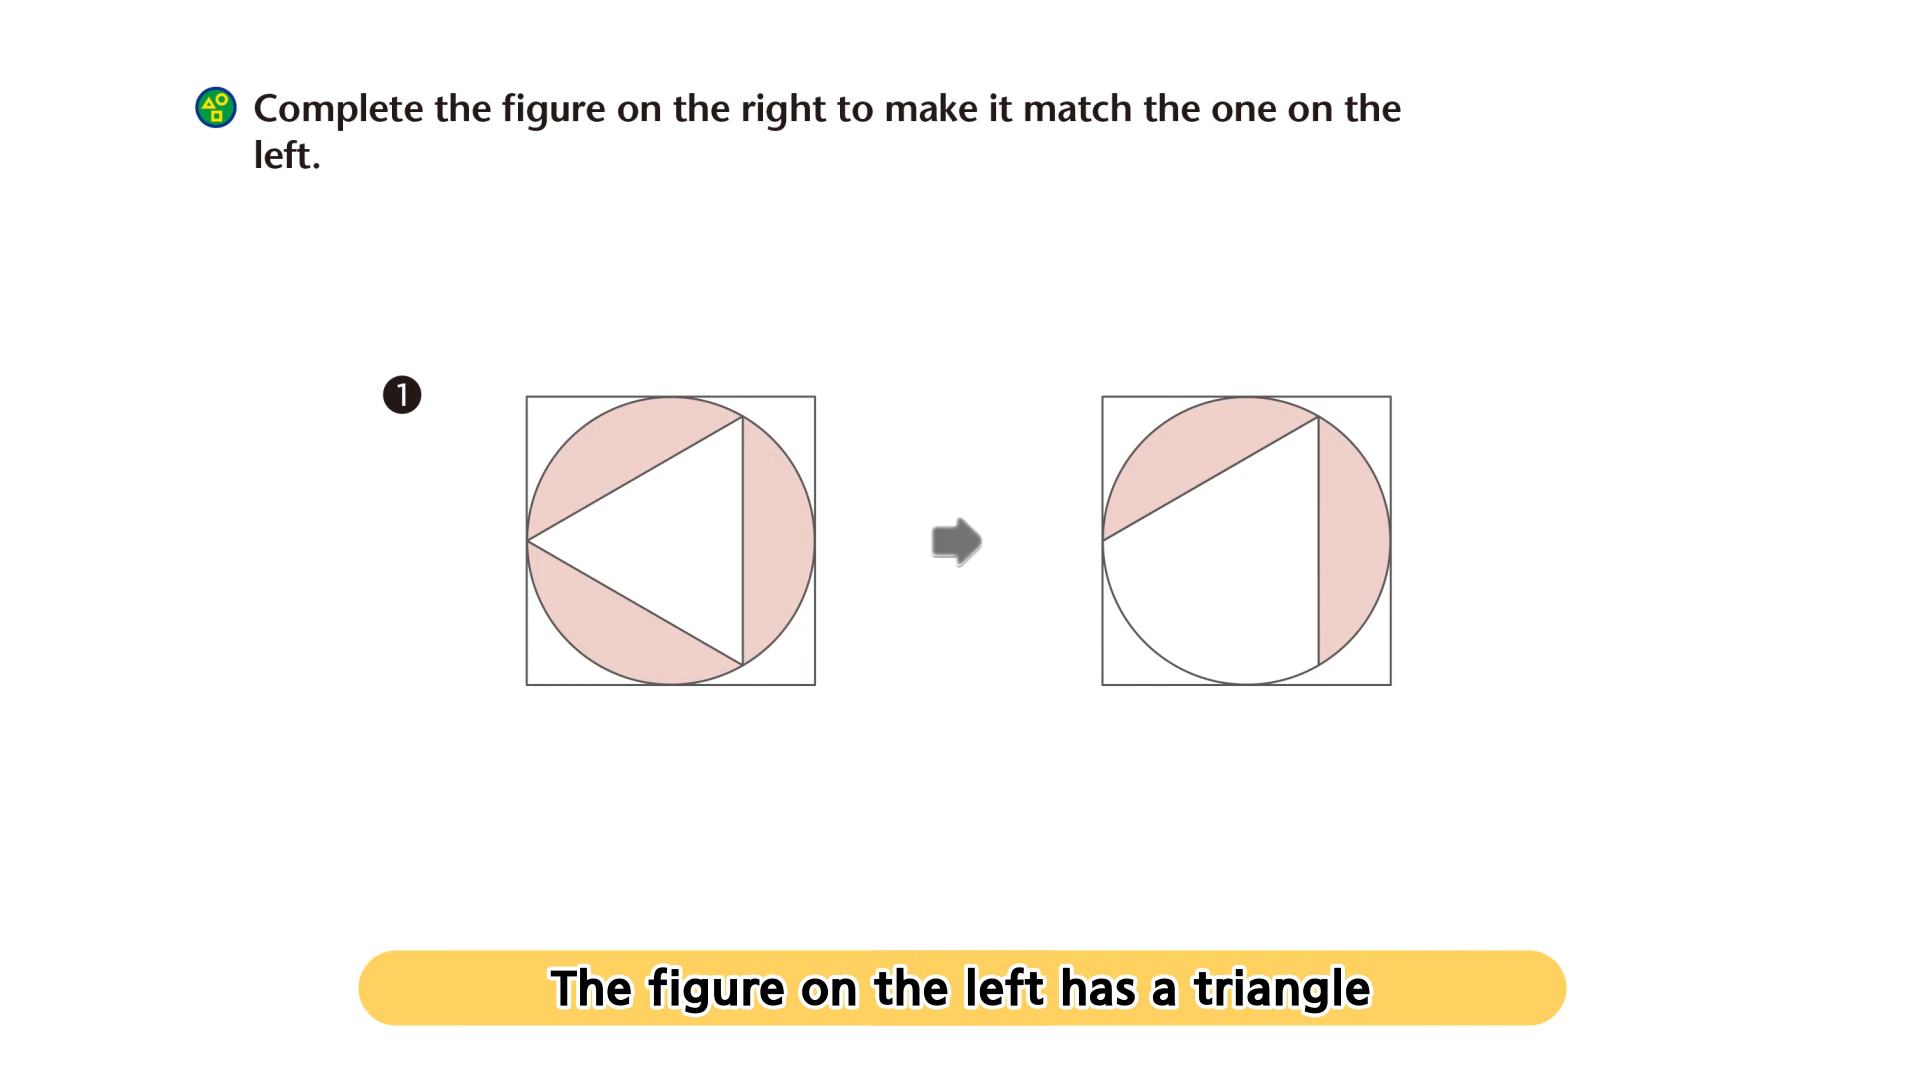 Complete the figure on the right to make it match the one on the
left.
1
The figure on the left has a triangle